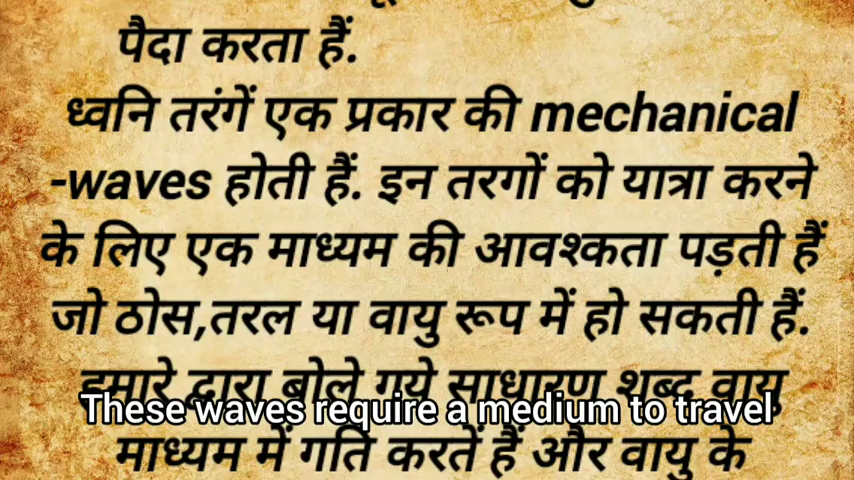 पैदा करता हैं.
ध्वनि तरंगें एक प्रकार की mechanical
-waves होती हैं. इन तरगों को यात्रा करने
के लिए एक माध्यम की आवश्कता पड़ती हैं
जो ठोस,तरल या वायु रूप में हो सकती हैं.
हमारे द्वारा बोले गये साधारण शब्द वायु
These waves require a medium to travel
माध्यम में गति करतें हैं और वायु के